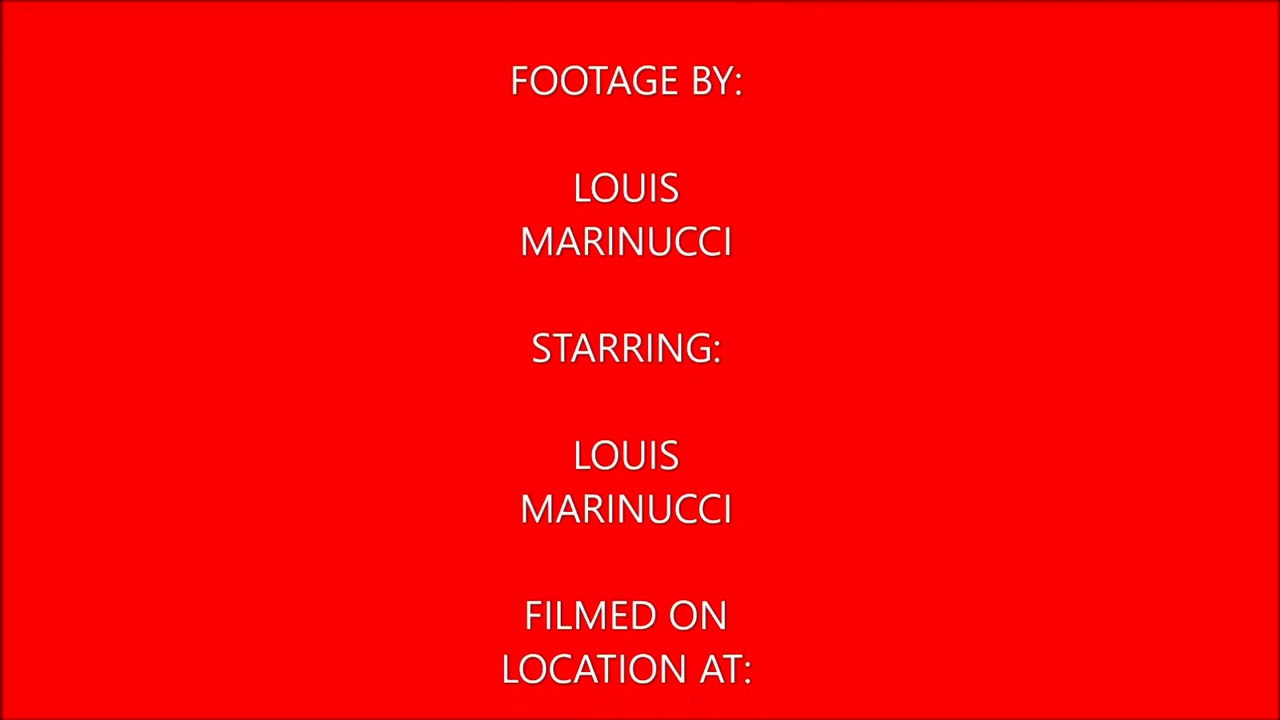 FOOTAGE BY:
LOUIS
MARINUCCI
STARRING:
LOUIS
MARINUCCI
FILMED ON
LOCATION AT: